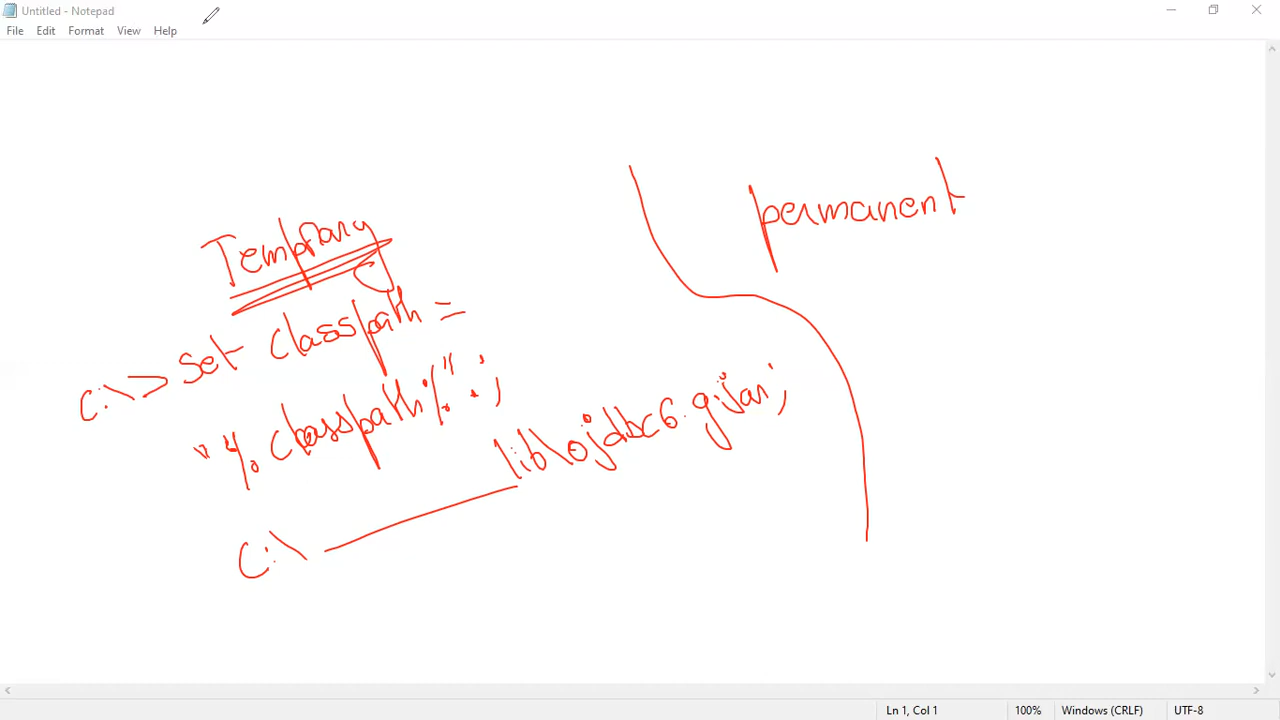 Untitled - Notepad
File Edit Format View Help
permanent
Temporary
C:\> Set Classpath =
"%Classpath%";.;
C:\ lib\ojdbc6_g.jar;
Ln 1, Col 1 100% Windows (CRLF) UTF-8